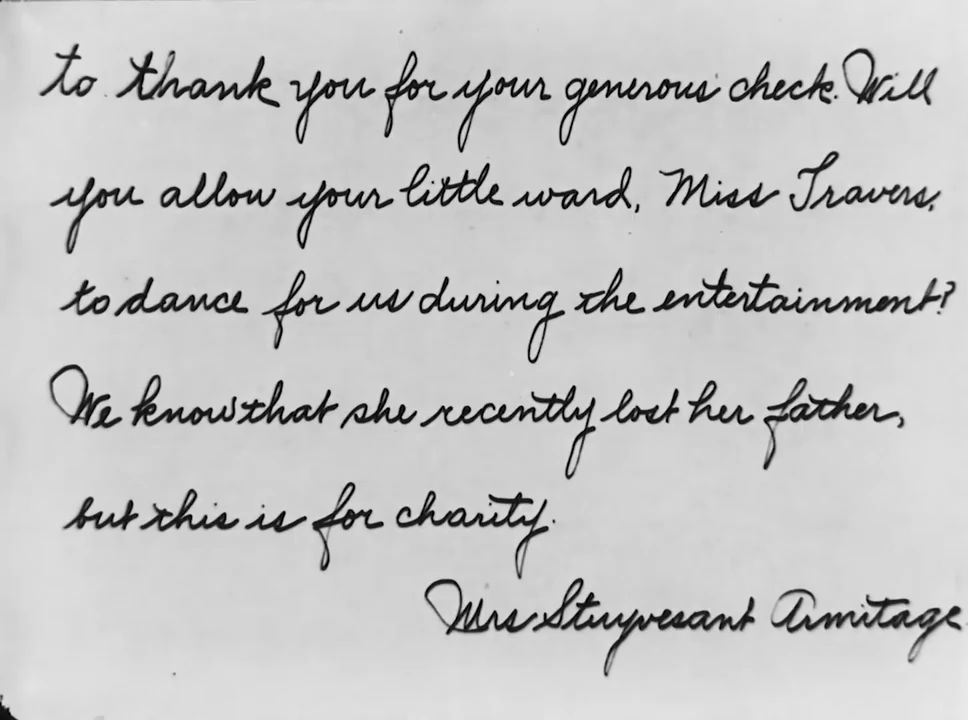 to thank you for your generous check. Will
you allow your little ward, Miss Travers,
to dance for us during the entertainment?
We know that she recently lost her father,
but this is for charity.
Mrs Stuyvesant Armitage